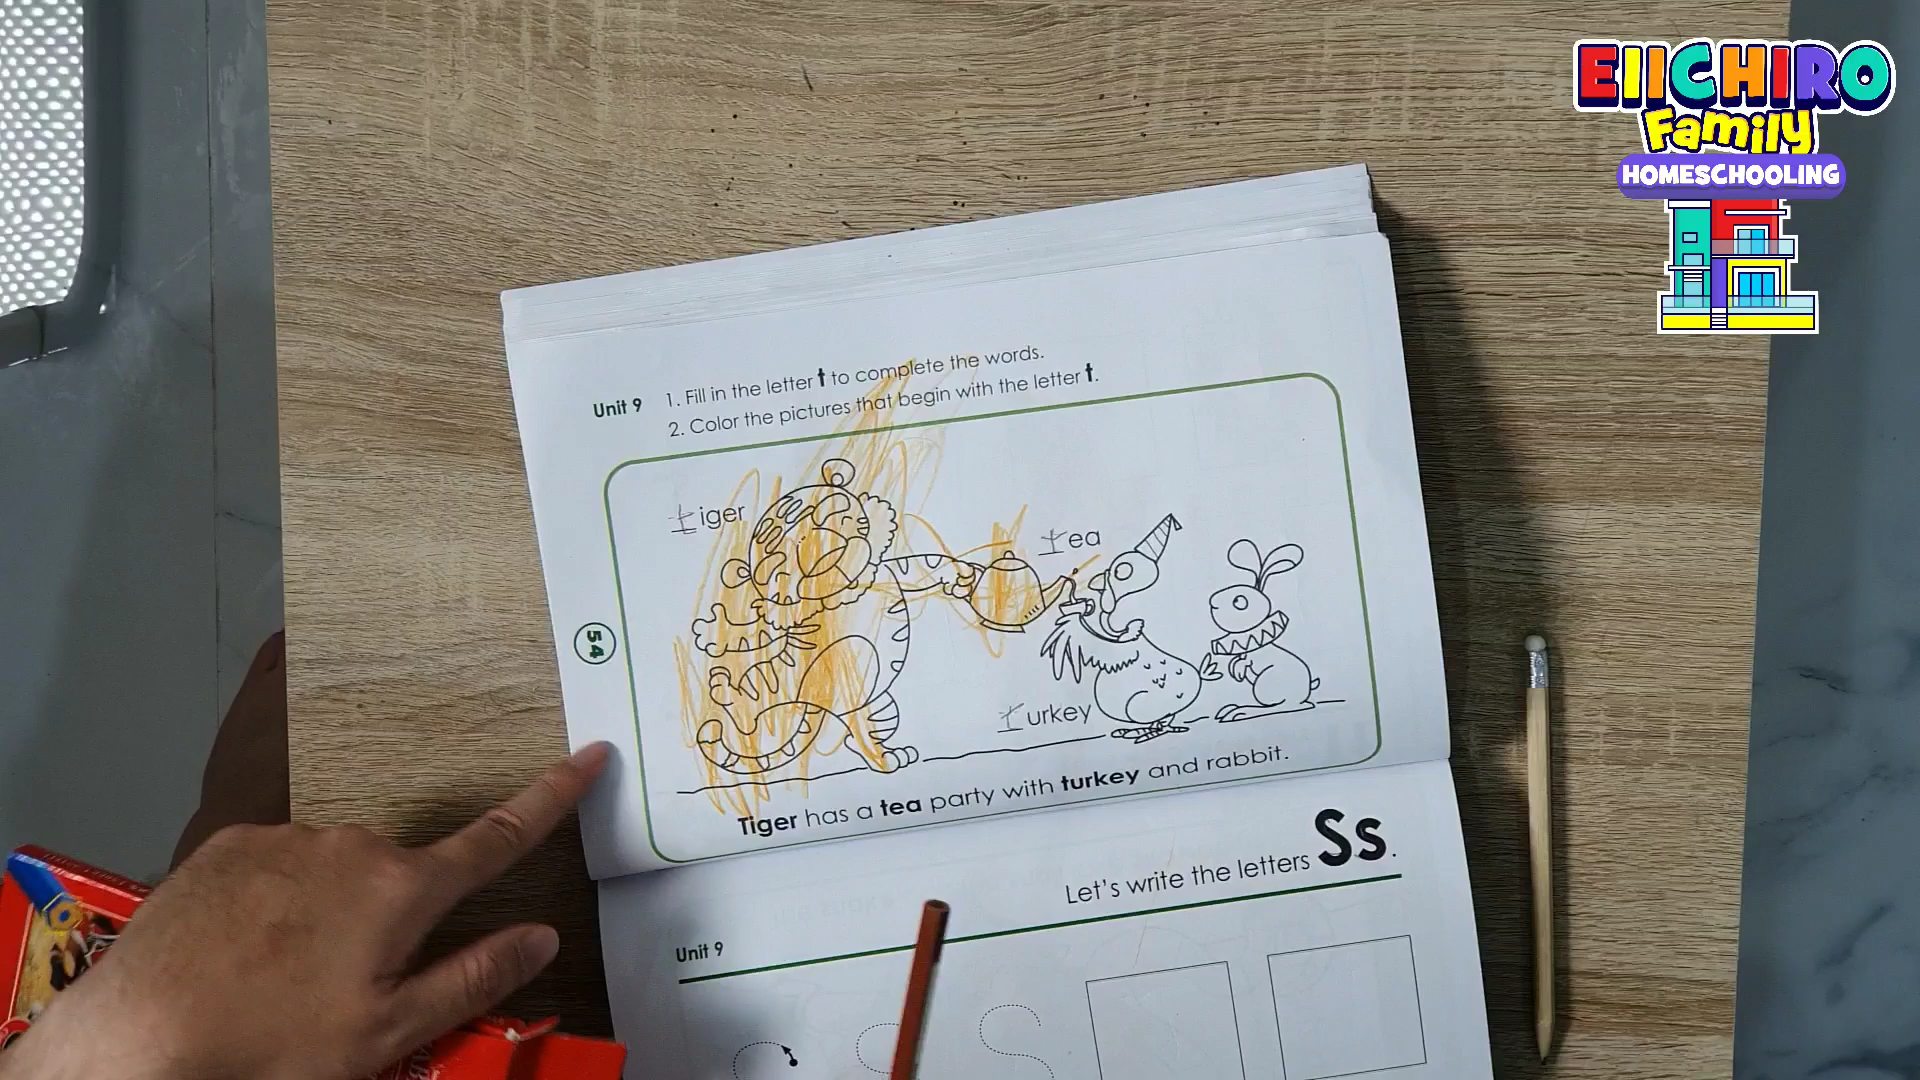 EIICHIRO
Family
HOMESCHOOLING
Unit 9
1. Fill in the letter t to complete the words.
2. Color the pictures that begin with the letter t.
tiger
tea
54
turkey
Tiger has a tea party with turkey and rabbit.
Let's write the letters Ss.
Unit 9